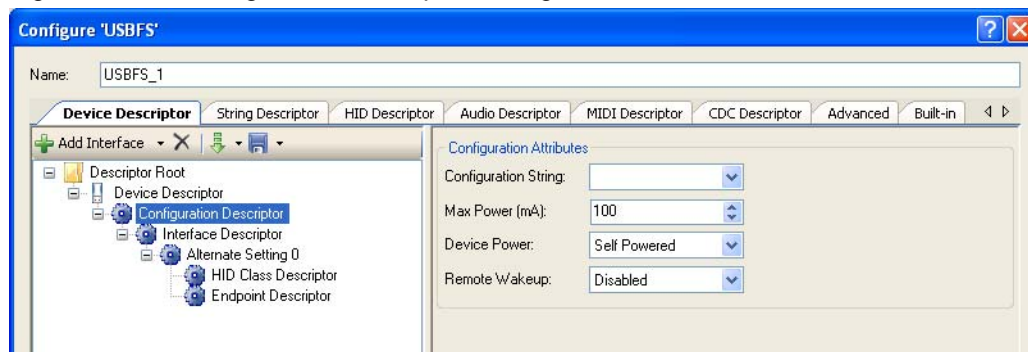 Configure 'USBFS'
Name: USBFS_1
Device Descriptor String Descriptor HID Descriptor Audio Descriptor MIDI Descriptor CDC Descriptor Advanced Built-in
Add Interface
Descriptor Root
Device Descriptor
Configuration Descriptor
Interface Descriptor
Alternate Setting 0
HID Class Descriptor
Endpoint Descriptor
Configuration Attributes
Configuration String:
Max Power (mA): 100
Device Power: Self Powered
Remote Wakeup: Disabled